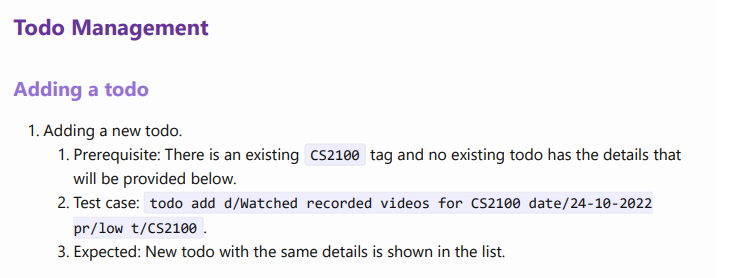 Todo Management
Adding a todo
1. Adding a new todo.
1. Prerequisite: There is an existing CS2100 tag and no existing todo has the details that
will be provided below.
2. Test case: todo add d/Watched recorded videos for CS2100 date/24-10-2022
pr/low t/CS2100 .
3. Expected: New todo with the same details is shown in the list.